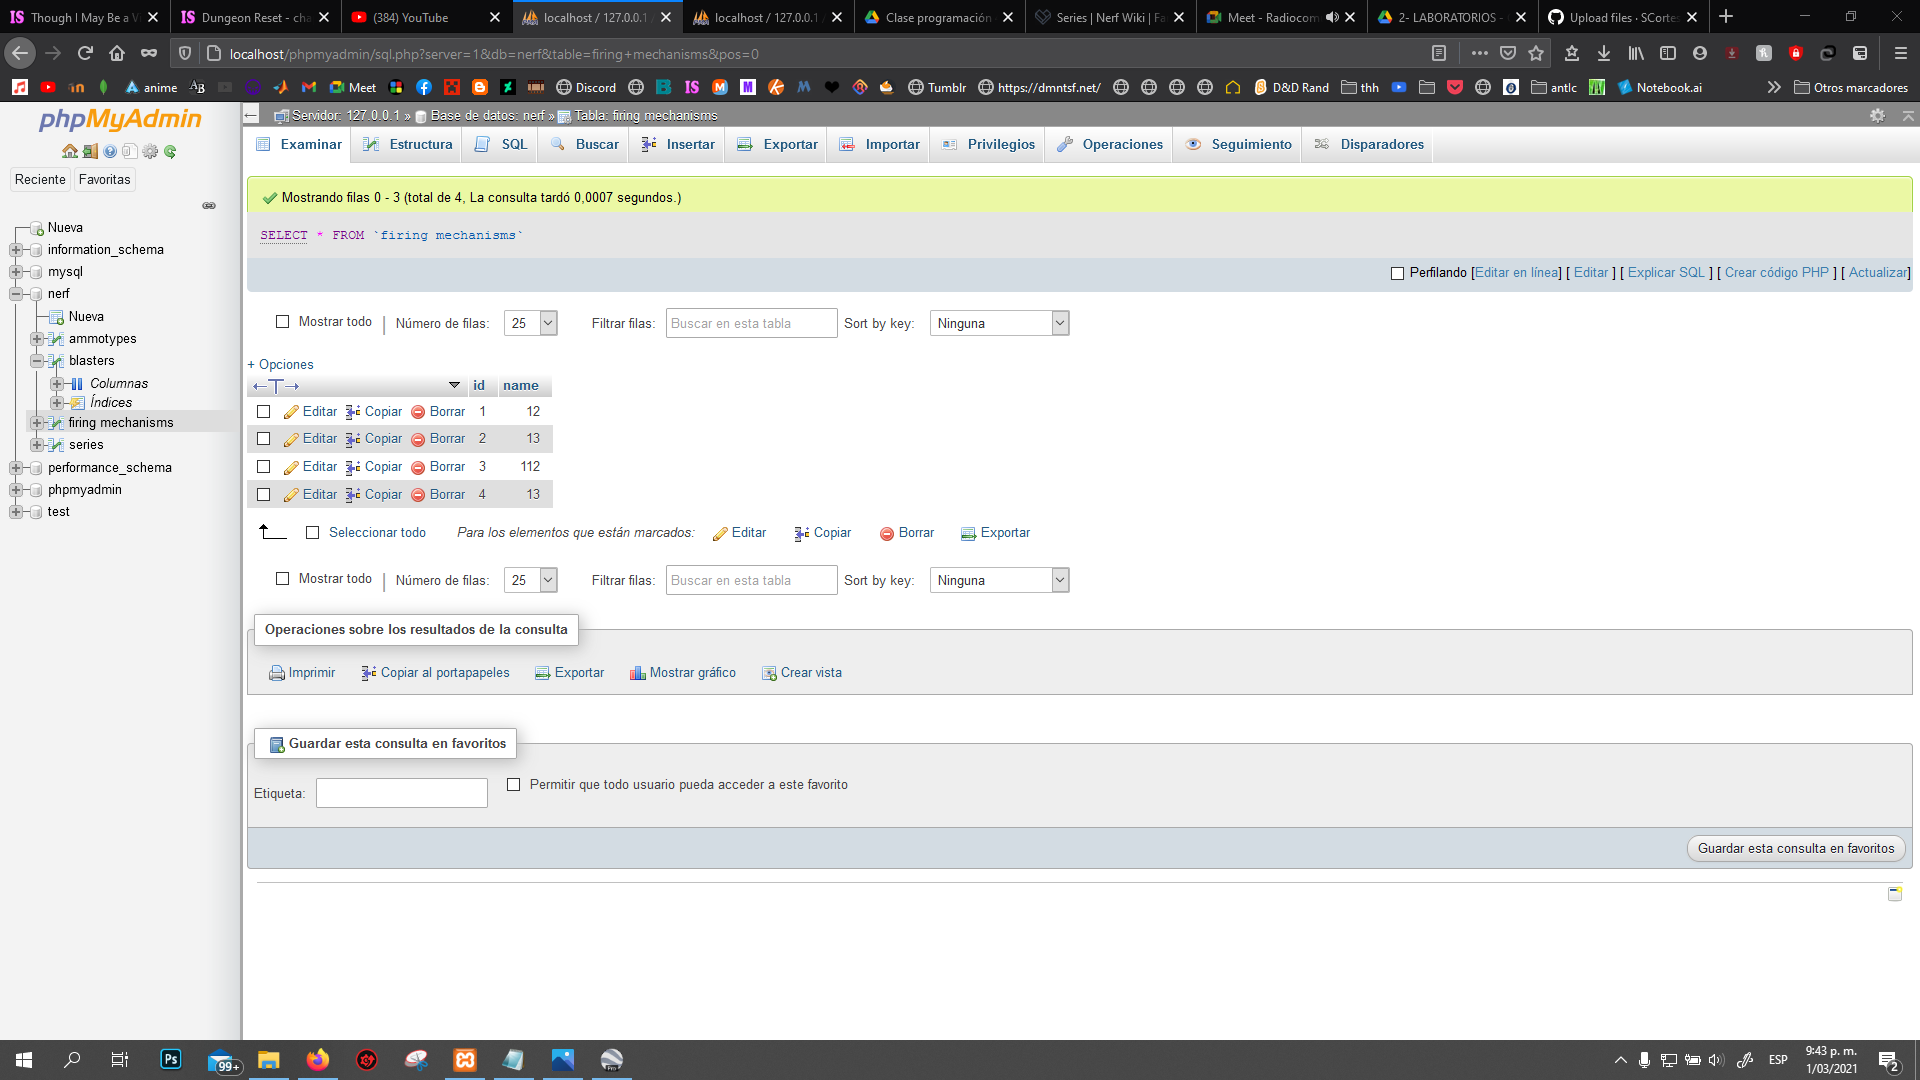 Though I May Be a V
Dungeon Reset - cha
(384) YouTube
localhost / 127.0.0.1 /
localhost / 127.0.0.1 /
Clase programación
Series | Nerf Wiki | Fa
Meet - Radiocom
2- LABORATORIOS -
Upload files · SCortes
localhost/phpmyadmin/sql.php?server=1&db=nerf&table=firing+mechanisms&pos=0
anime
Meet
Discord
Tumblr
https://dmntsf.net/
D&D Rand
thh
antlc
Notebook.ai
Otros marcadores
phpMyAdmin
Reciente
Favoritas
Nueva
information_schema
mysql
nerf
Nueva
ammotypes
blasters
Columnas
Índices
firing mechanisms
series
performance_schema
phpmyadmin
test
Servidor: 127.0.0.1 » Base de datos: nerf » Tabla: firing mechanisms
Examinar Estructura SQL Buscar Insertar Exportar Importar Privilegios Operaciones Seguimiento Disparadores
Mostrando filas 0 - 3 (total de 4, La consulta tardó 0,0007 segundos.)
SELECT * FROM `firing mechanisms`
Perfilando [Editar en línea] [ Editar ] [ Explicar SQL ] [ Crear código PHP ] [ Actualizar]
Mostrar todo | Número de filas: 25 Filtrar filas: Buscar en esta tabla Sort by key: Ninguna
+ Opciones
←T→ id name
Editar Copiar Borrar 1 12
Editar Copiar Borrar 2 13
Editar Copiar Borrar 3 112
Editar Copiar Borrar 4 13
Seleccionar todo Para los elementos que están marcados: Editar Copiar Borrar Exportar
Mostrar todo | Número de filas: 25 Filtrar filas: Buscar en esta tabla Sort by key: Ninguna
Operaciones sobre los resultados de la consulta
Imprimir Copiar al portapapeles Exportar Mostrar gráfico Crear vista
Guardar esta consulta en favoritos
Etiqueta: Permitir que todo usuario pueda acceder a este favorito
Guardar esta consulta en favoritos
Ps
99+
ESP
9:43 p. m.
1/03/2021
2